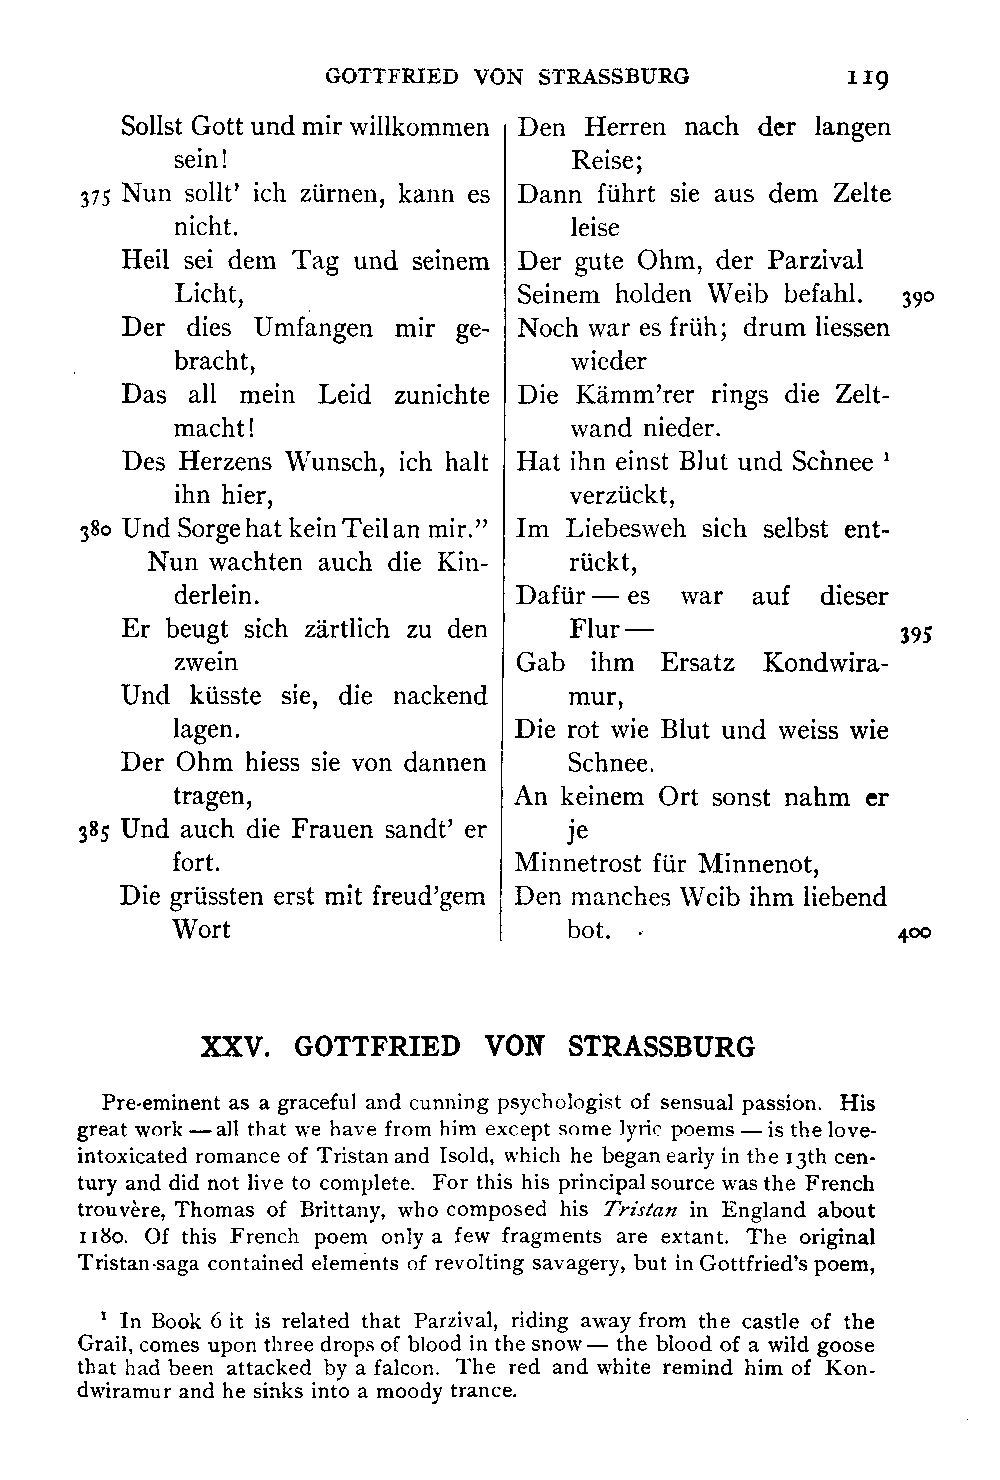 GOTTFRIED VON STRASSBURG 119
Sollst Gott und mir willkommen
sein!
375 Nun sollt' ich zürnen, kann es
nicht.
Heil sei dem Tag und seinem
Licht,
Der dies Umfangen mir ge-
bracht,
Das all mein Leid zunichte
macht!
Des Herzens Wunsch, ich halt
ihn hier,
380 Und Sorge hat kein Teil an mir.”
Nun wachten auch die Kin-
derlein.
Er beugt sich zärtlich zu den
zwein
Und küsste sie, die nackend
lagen.
Der Ohm hiess sie von dannen
tragen,
385 Und auch die Frauen sandt' er
fort.
Die grüssten erst mit freud'gem
Wort
Den Herren nach der langen
Reise;
Dann führt sie aus dem Zelte
leise
Der gute Ohm, der Parzival
Seinem holden Weib befahl. 390
Noch war es früh; drum liessen
wieder
Die Kämm'rer rings die Zelt-
wand nieder.
Hat ihn einst Blut und Schnee ¹
verzückt,
Im Liebesweh sich selbst ent-
rückt,
Dafür — es war auf dieser
Flur — 395
Gab ihm Ersatz Kondwira-
mur,
Die rot wie Blut und weiss wie
Schnee.
An keinem Ort sonst nahm er
je
Minnetrost für Minnenot,
Den manches Weib ihm liebend
bot. 400
XXV. GOTTFRIED VON STRASSBURG
Pre-eminent as a graceful and cunning psychologist of sensual passion. His
great work — all that we have from him except some lyric poems — is the love-
intoxicated romance of Tristan and Isold, which he began early in the 13th cen-
tury and did not live to complete. For this his principal source was the French
trouvère, Thomas of Brittany, who composed his Tristan in England about
1180. Of this French poem only a few fragments are extant. The original
Tristan-saga contained elements of revolting savagery, but in Gottfried's poem,
¹ In Book 6 it is related that Parzival, riding away from the castle of the
Grail, comes upon three drops of blood in the snow — the blood of a wild goose
that had been attacked by a falcon. The red and white remind him of Kon-
dwiramur and he sinks into a moody trance.